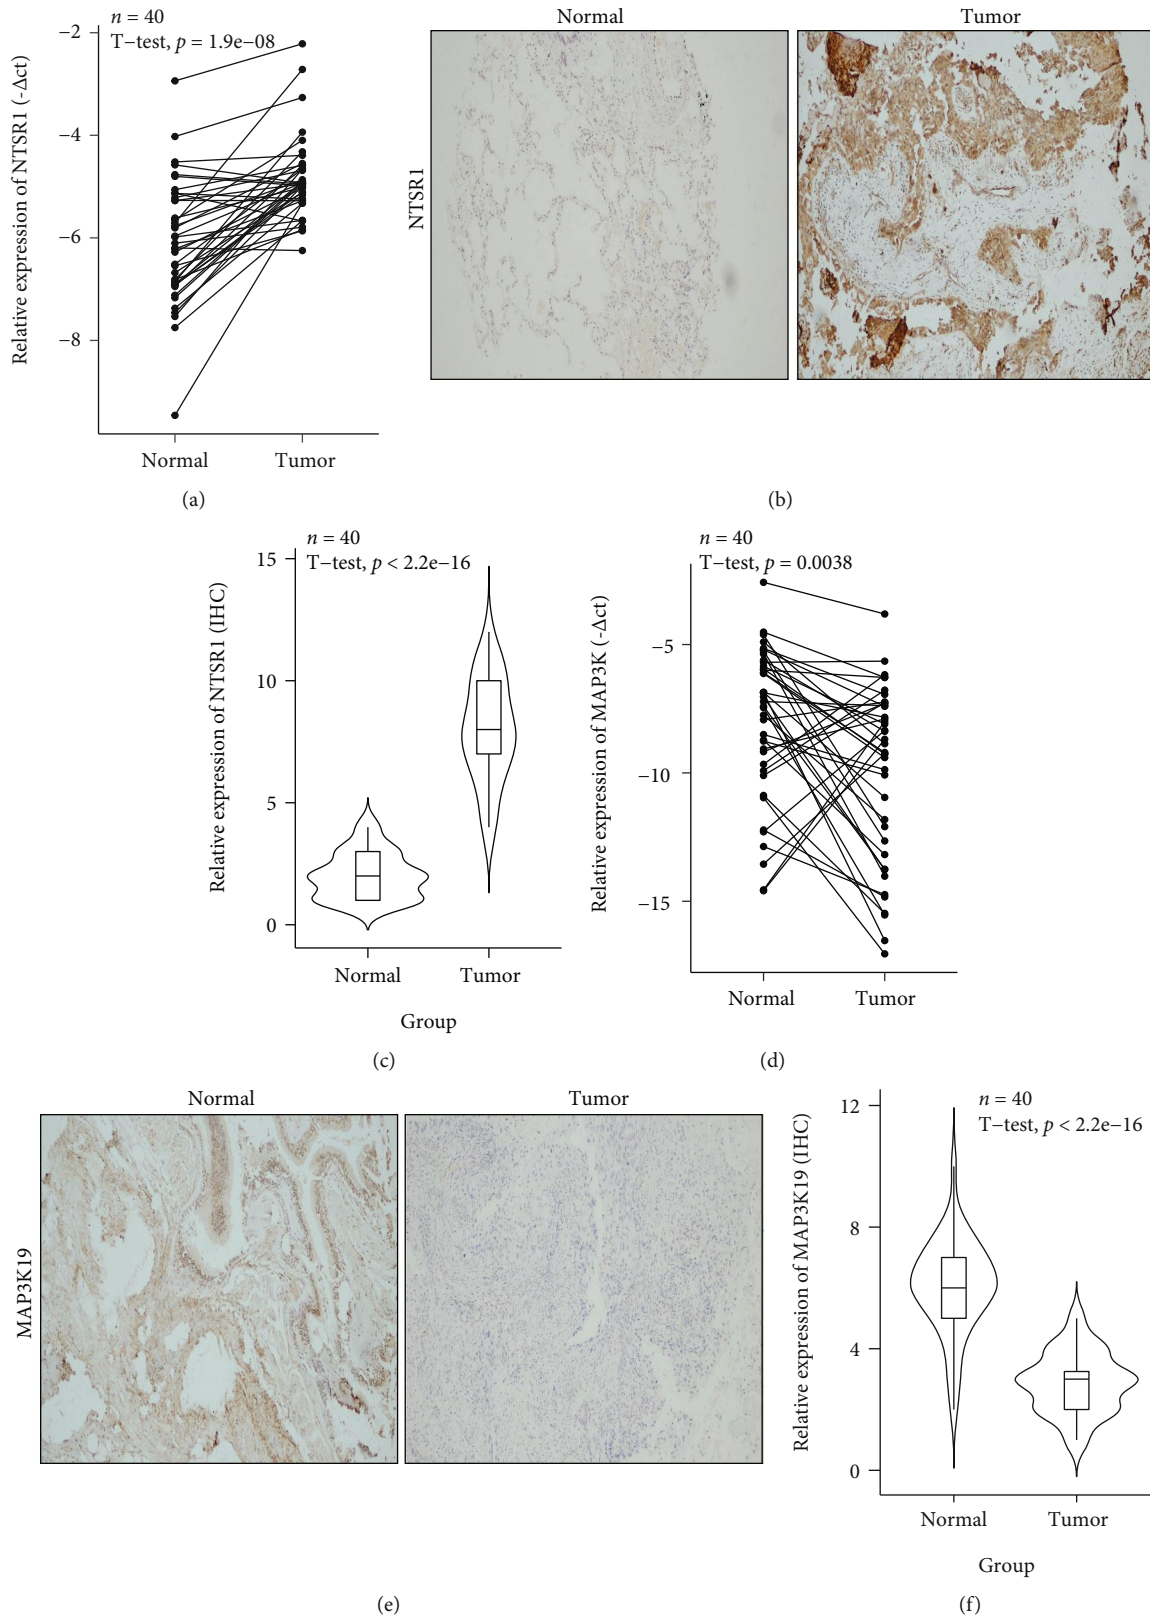 n = 40
T−test, p = 1.9e−08
Relative expression of NTSR1 (-Δct)
−2
−4
−6
−8
Normal
Tumor
(a)
Normal
Tumor
NTSR1
(b)
n = 40
T−test, p < 2.2e−16
Relative expression of NTSR1 (IHC)
15
10
5
0
Normal
Tumor
Group
(c)
n = 40
T−test, p = 0.0038
Relative expression of MAP3K (-Δct)
−5
−10
−15
Normal
Tumor
(d)
Normal
Tumor
MAP3K19
(e)
n = 40
T−test, p < 2.2e−16
Relative expression of MAP3K19 (IHC)
12
8
4
0
Normal
Tumor
Group
(f)